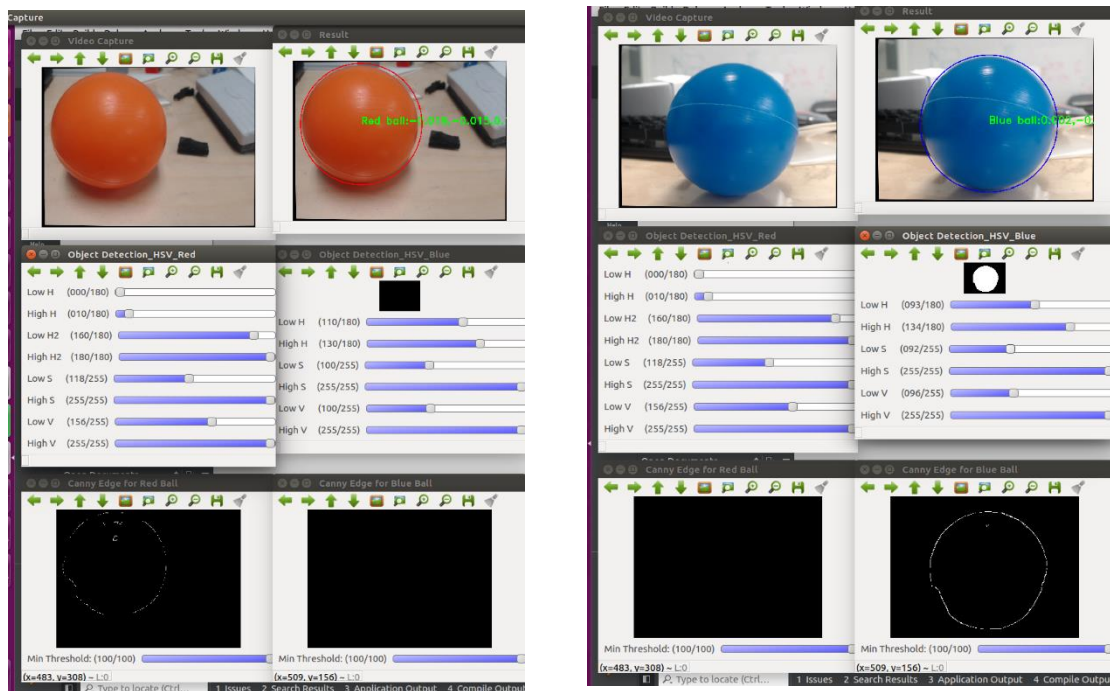 Capture
Video Capture
Result
Red ball:
Object Detection_HSV_Red
Object Detection_HSV_Blue
Low H (000/180)
High H (010/180)
Low H2 (160/180)
High H2 (180/180)
Low S (118/255)
High S (255/255)
Low V (156/255)
High V (255/255)
Low H (110/180)
High H (130/180)
Low S (100/255)
High S (255/255)
Low V (100/255)
High V (255/255)
Canny Edge for Red Ball
Canny Edge for Blue Ball
Min Threshold: (100/100)
Min Threshold: (100/100)
(x=483, y=308) ~ L:0
(x=509, y=156) ~ L:0
Type to locate (Ctrl...
1 Issues 2 Search Results 3 Application Output 4 Compile Output
Video Capture
Result
Blue ball:
Object Detection_HSV_Red
Object Detection_HSV_Blue
Low H (000/180)
High H (010/180)
Low H2 (160/180)
High H2 (180/180)
Low S (118/255)
High S (255/255)
Low V (156/255)
High V (255/255)
Low H (093/180)
High H (134/180)
Low S (092/255)
High S (255/255)
Low V (096/255)
High V (255/255)
Canny Edge for Red Ball
Canny Edge for Blue Ball
Min Threshold: (100/100)
Min Threshold: (100/100)
(x=483, y=308) ~ L:0
(x=509, y=156) ~ L:0
Type to locate (Ctrl...
1 Issues 2 Search Results 3 Application Output 4 Compile Outpu